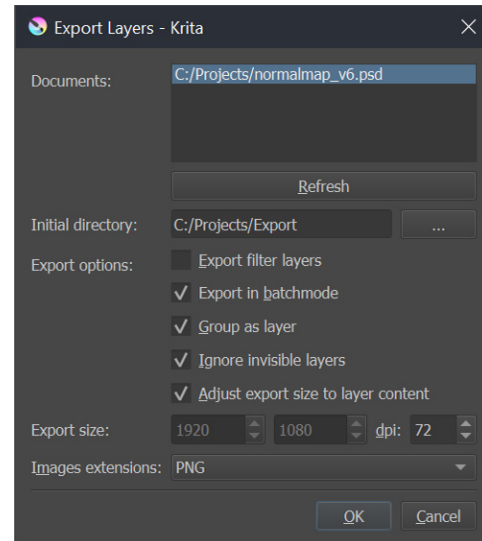 Export Layers - Krita
Documents:
C:/Projects/normalmap_v6.psd
Refresh
Initial directory: C:/Projects/Export ...
Export options:
Export filter layers
Export in batchmode
Group as layer
Ignore invisible layers
Adjust export size to layer content
Export size: 1920 1080 dpi: 72
Images extensions: PNG
OK Cancel